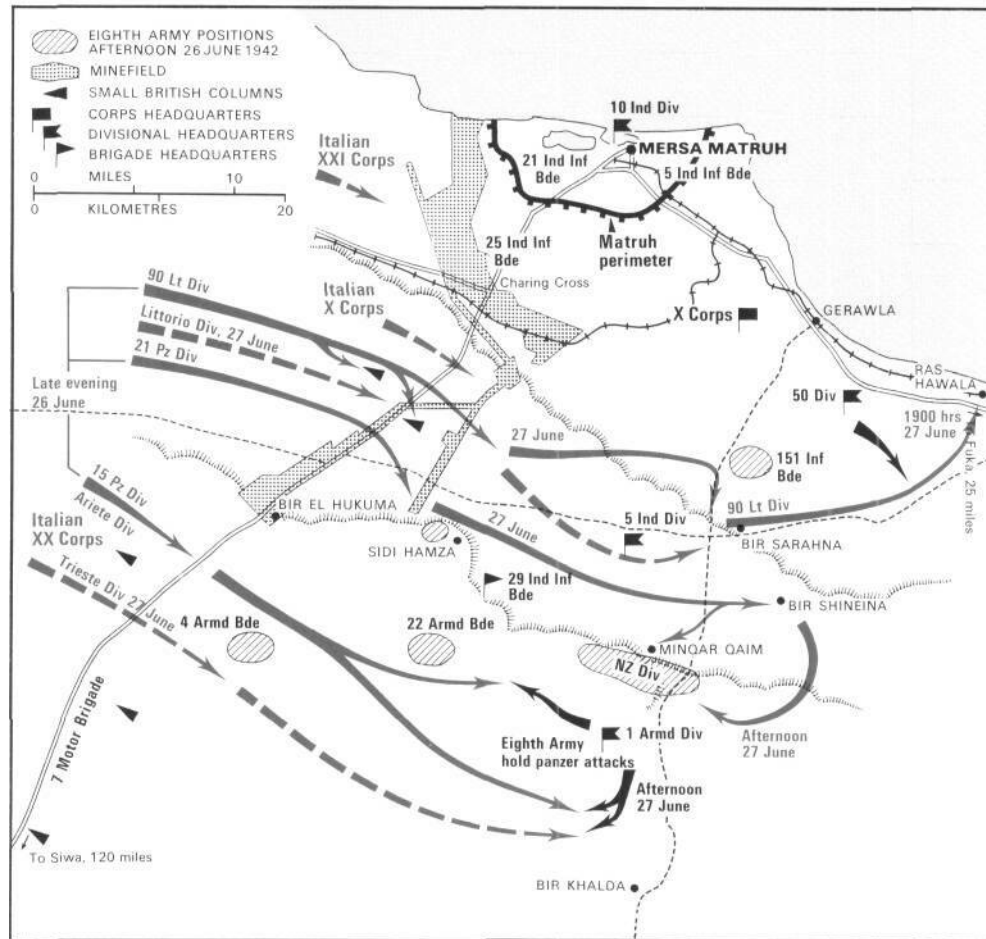 EIGHTH ARMY POSITIONS
AFTERNOON 26 JUNE 1942
MINEFIELD
SMALL BRITISH COLUMNS
CORPS HEADQUARTERS
DIVISIONAL HEADQUARTERS
BRIGADE HEADQUARTERS
MILES
0 10
0 20
KILOMETRES
Italian
XXI Corps
10 Ind Div
MERSA MATRUH
21 Ind Inf
Bde
5 Ind Inf Bde
Matruh
perimeter
25 Ind Inf
Bde
Charing Cross
90 Lt Div
Italian
X Corps
X Corps
GERAWLA
Littorio Div, 27 June
21 Pz Div
RAS
HAWALA
Late evening
26 June
50 Div
1900 hrs
27 June
To Fuka, 25 miles
27 June
151 Inf
Bde
15 Pz Div
Ariete Div
90 Lt Div
BIR EL HUKUMA
27 June
5 Ind Div
BIR SARAHNA
Italian
XX Corps
SIDI HAMZA
Trieste Div 27 June
29 Ind Inf
Bde
BIR SHINEINA
4 Armd Bde
22 Armd Bde
MINQAR QAIM
NZ Div
7 Motor Brigade
1 Armd Div
Afternoon
27 June
Eighth Army
hold panzer attacks
Afternoon
27 June
To Siwa, 120 miles
BIR KHALDA